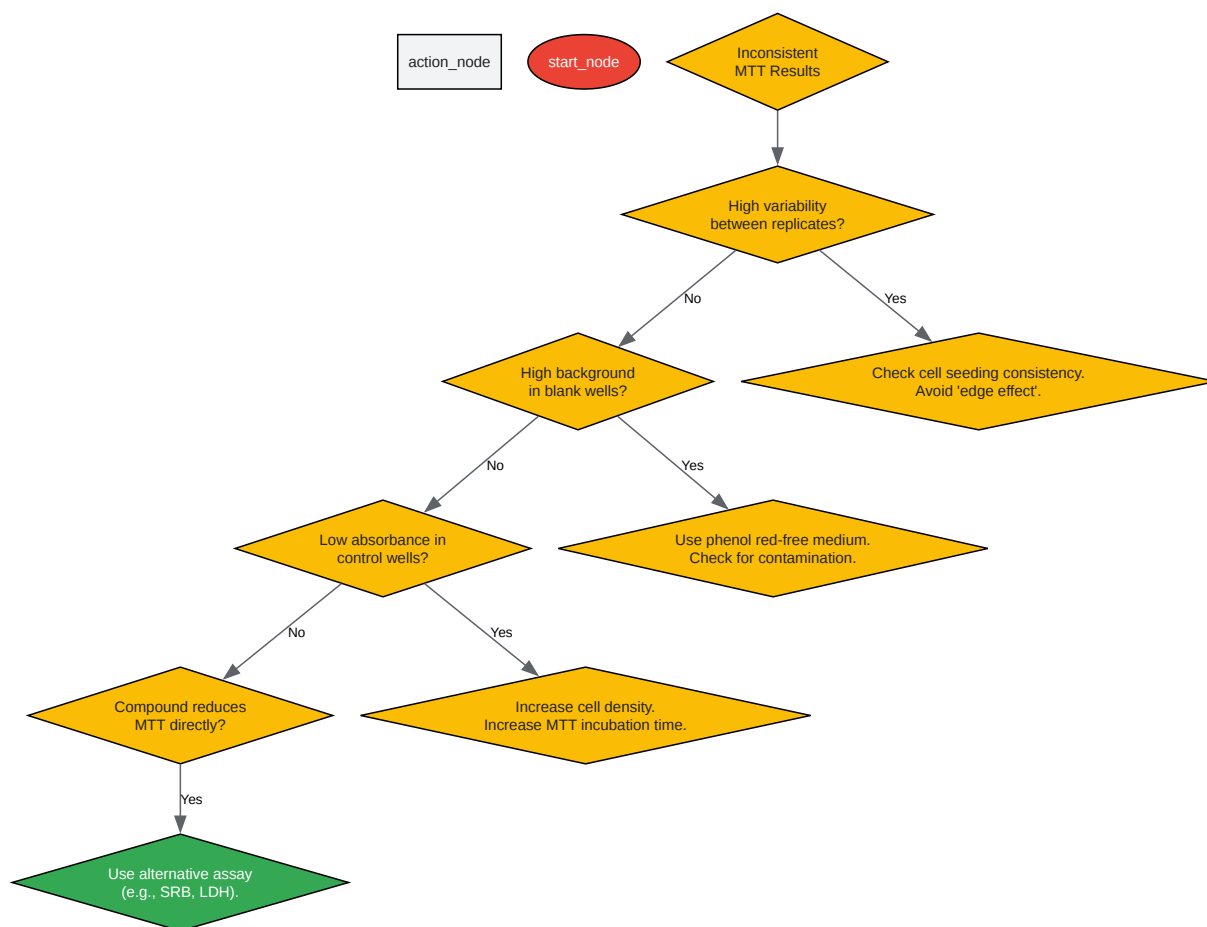 action_node
start_node
Inconsistent
MTT Results
High variability
between replicates?
No
Yes
High background
in blank wells?
Check cell seeding consistency.
Avoid 'edge effect'.
No
Yes
Low absorbance in
control wells?
Use phenol red-free medium.
Check for contamination.
No
Yes
Compound reduces
MTT directly?
Increase cell density.
Increase MTT incubation time.
Yes
Use alternative assay
(e.g., SRB, LDH).